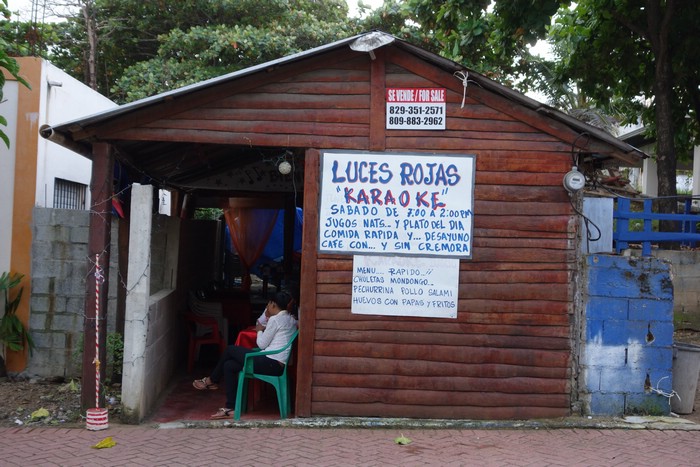 SE VENDE / FOR SALE
829-351-2571
809-883-2962
LUCES ROJAS
"KARAOKE"
SABADO DE 7:00 A 2:00PM
JUGOS NATS... Y PLATO DEL DIA
COMIDA RAPIDA Y... DESAYUNO
CAFE CON... Y SIN CREMORA
MENU... RAPIDO...!!
CHOLETAS MONDONGO...
PECHURRINA POLLO SALAMI
HUEVOS CON PAPAS Y FRITOS